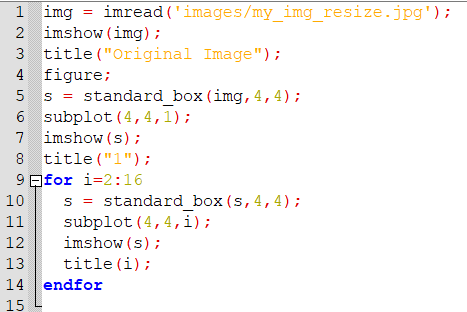 1 img = imread('images/my_img_resize.jpg');
2 imshow(img);
3 title("Original Image");
4 figure;
5 s = standard_box(img,4,4);
6 subplot(4,4,1);
7 imshow(s);
8 title("1");
9 for i=2:16
10 s = standard_box(s,4,4);
11 subplot(4,4,i);
12 imshow(s);
13 title(i);
14 endfor
15